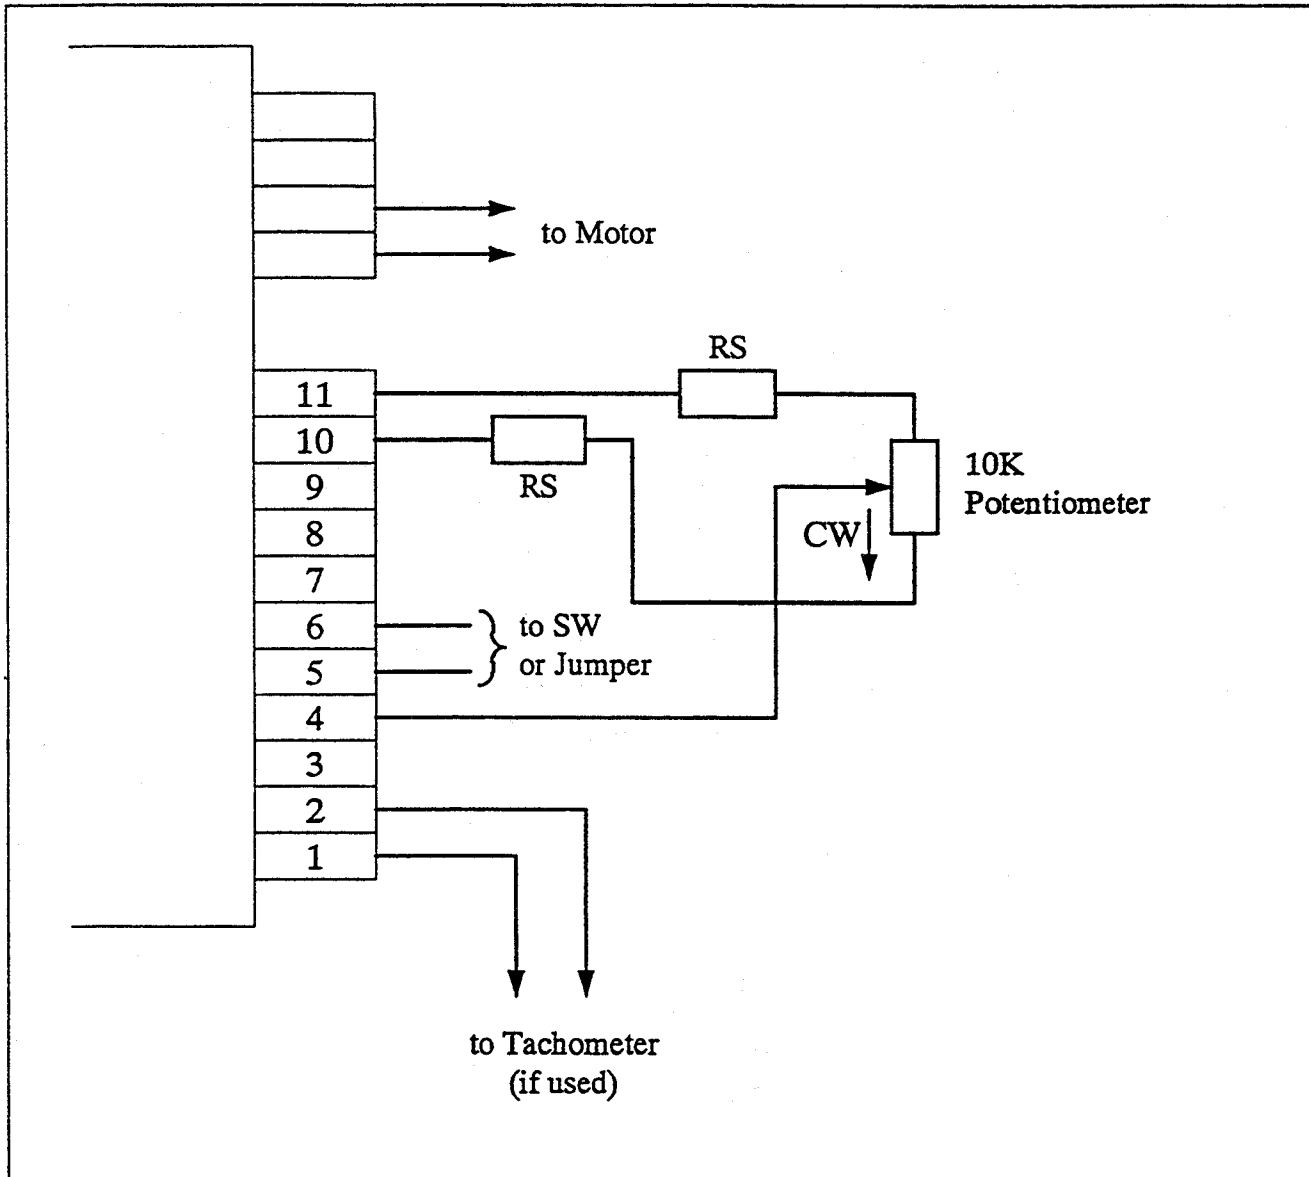 to Motor
RS
11
10
RS
9
8
7
6
5
4
3
2
1
10K
Potentiometer
CW
to SW
or Jumper
to Tachometer
(if used)